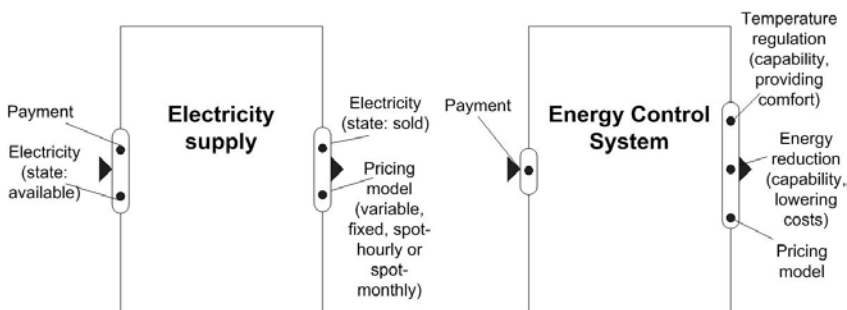 Payment
Electricity
(state:
available)
Electricity
supply
Electricity
(state: sold)
Pricing
model
(variable,
fixed, spot-
hourly or
spot-
monthly)
Payment
Energy Control
System
Temperature
regulation
(capability,
providing
comfort)
Energy
reduction
(capability,
lowering
costs)
Pricing
model